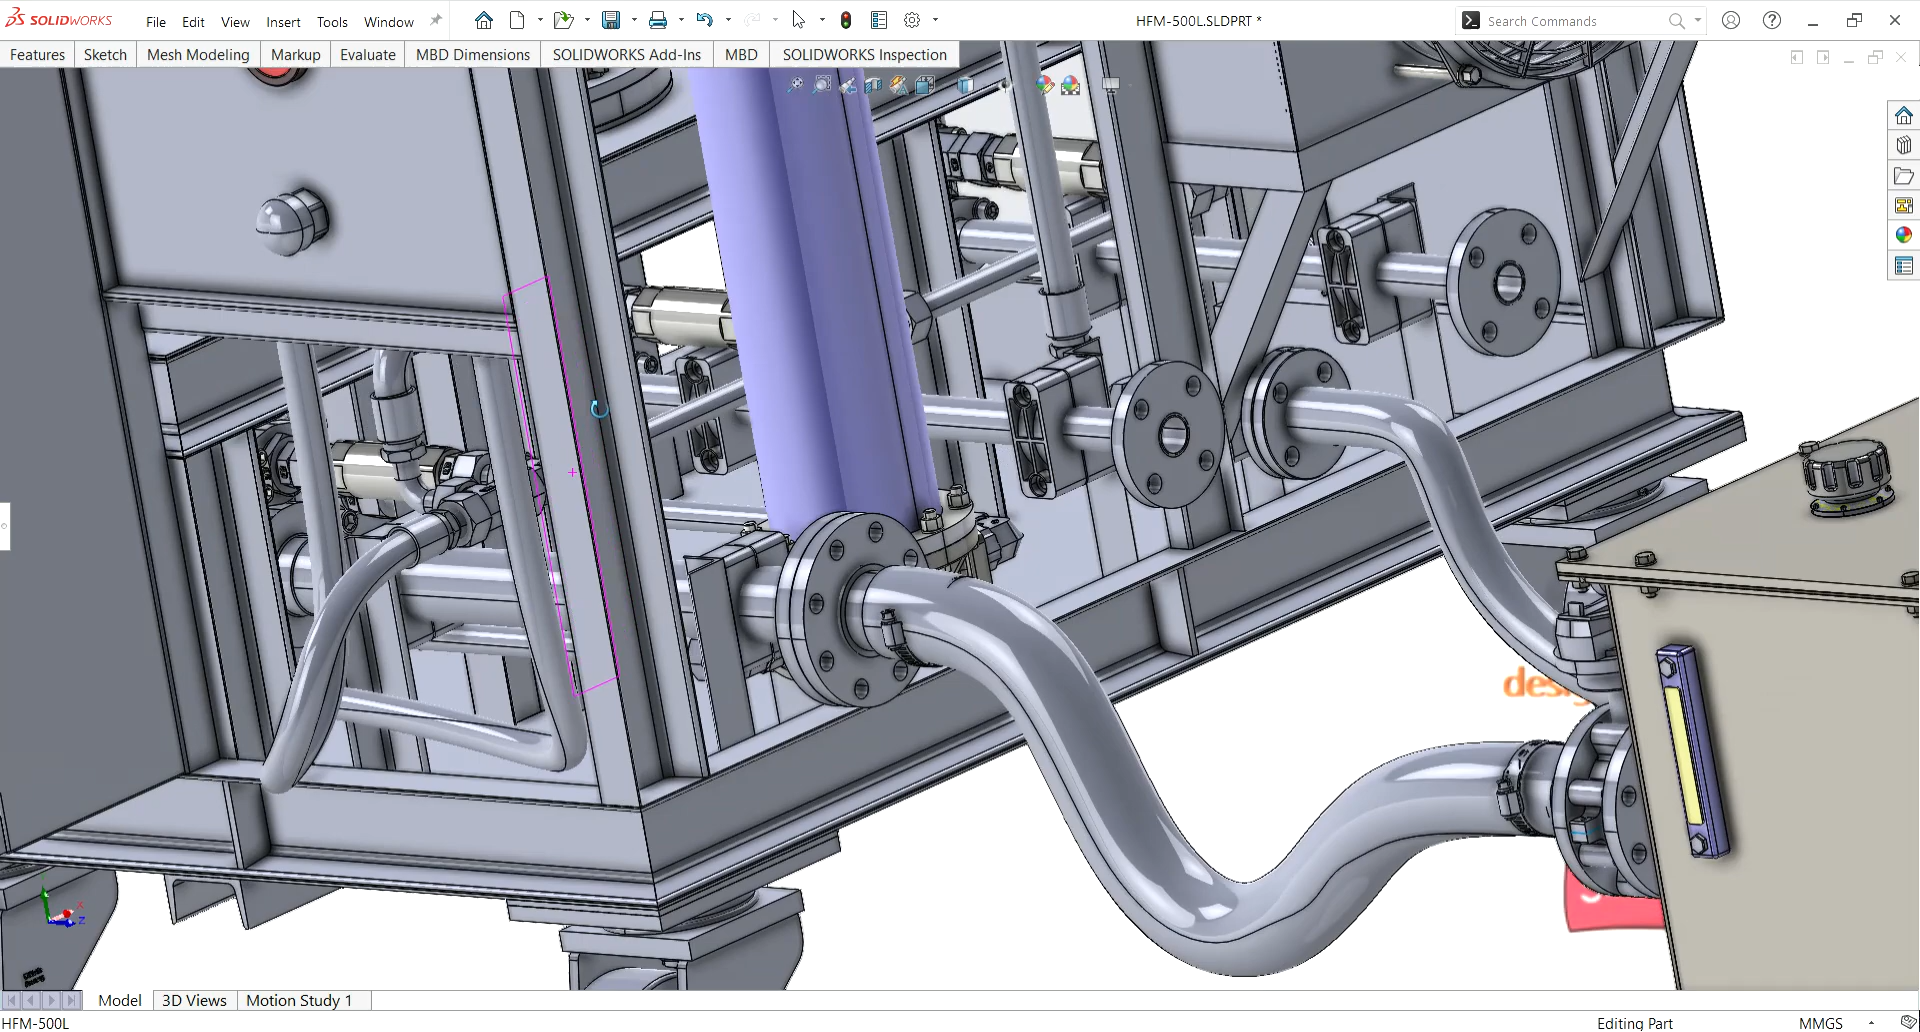 SOLIDWORKS
File Edit View Insert Tools Window
HFM-500L.SLDPRT *
Search Commands
Features Sketch Mesh Modeling Markup Evaluate MBD Dimensions SOLIDWORKS Add-Ins MBD SOLIDWORKS Inspection
Model 3D Views Motion Study 1
HFM-500L
Editing Part
MMGS